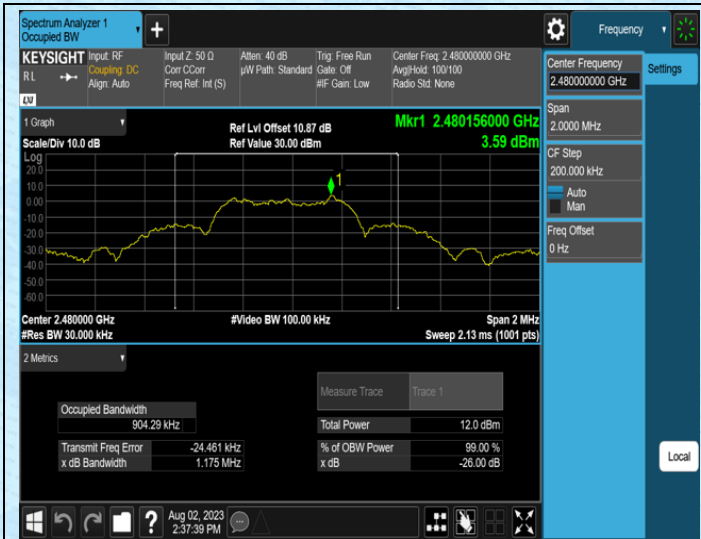 Spectrum Analyzer 1
Occupied BW
Frequency
KEYSIGHT
Input: RF
Coupling: DC
Align: Auto
Input Z: 50 Ω
Corr CCorr
Freq Ref: Int (S)
Atten: 40 dB
µW Path: Standard
Trig: Free Run
Gate: Off
#IF Gain: Low
Center Freq: 2.480000000 GHz
Avg|Hold: 100/100
Radio Std: None
RL
LXI
Center Frequency
2.480000000 GHz
Settings
Span
2.0000 MHz
CF Step
200.000 kHz
Auto
Man
Freq Offset
0 Hz
Local
1 Graph
Scale/Div 10.0 dB
Ref Lvl Offset 10.87 dB
Ref Value 30.00 dBm
Mkr1 2.480156000 GHz
3.59 dBm
Log
20.0
10.0
0.00
-10.0
-20.0
-30.0
-40.0
-50.0
-60.0
1
Center 2.480000 GHz
#Res BW 30.000 kHz
#Video BW 100.00 kHz
Span 2 MHz
Sweep 2.13 ms (1001 pts)
2 Metrics
Measure Trace Trace 1
Occupied Bandwidth
904.29 kHz
Total Power 12.0 dBm
Transmit Freq Error -24.461 kHz
% of OBW Power 99.00 %
x dB Bandwidth 1.175 MHz
x dB -26.00 dB
Aug 02, 2023
2:37:39 PM